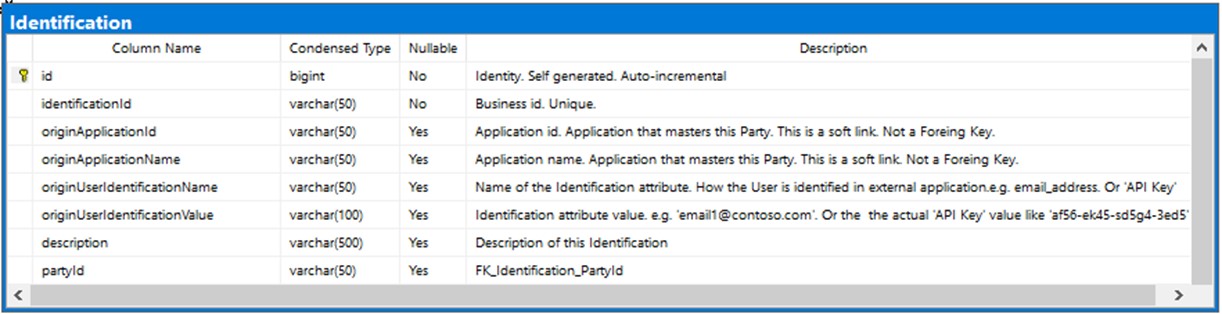 Identification
Column Name Condensed Type Nullable Description
id bigint No Identity. Self generated. Auto-incremental
identificationId varchar(50) No Business id. Unique.
originApplicationId varchar(50) Yes Application id. Application that masters this Party. This is a soft link. Not a Foreing Key.
originApplicationName varchar(50) Yes Application name. Application that masters this Party. This is a soft link. Not a Foreing Key.
originUserIdentificationName varchar(50) Yes Name of the Identification attribute. How the User is identified in external application.e.g. email_address. Or 'API Key'
originUserIdentificationValue varchar(100) Yes Identification attribute value. e.g. 'email1@contoso.com'. Or the the actual 'API Key' value like 'af56-ek45-sd5g4-3ed5'
description varchar(500) Yes Description of this Identification
partyId varchar(50) Yes FK_Identification_PartyId